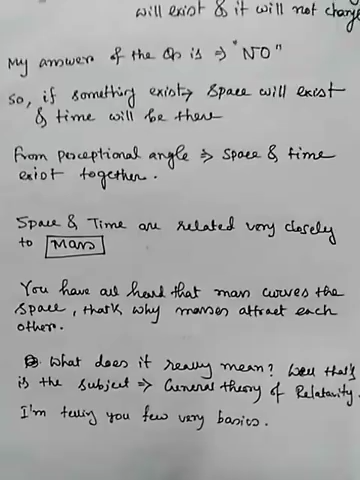 will exist & it will not change
My answer of the Qs is ⇒ "NO"
So, if something exist → Space will exist
& time will be there
From perceptional angle ⇒ space & time
exist together.
Space & Time are related very closely
to Mass
You have all heard that mass curves the
space, that's why masses attract each
other.
What does it really mean? Well that's
is the subject ⇒ General theory of Relatarity.
I'm telling you few very basics.